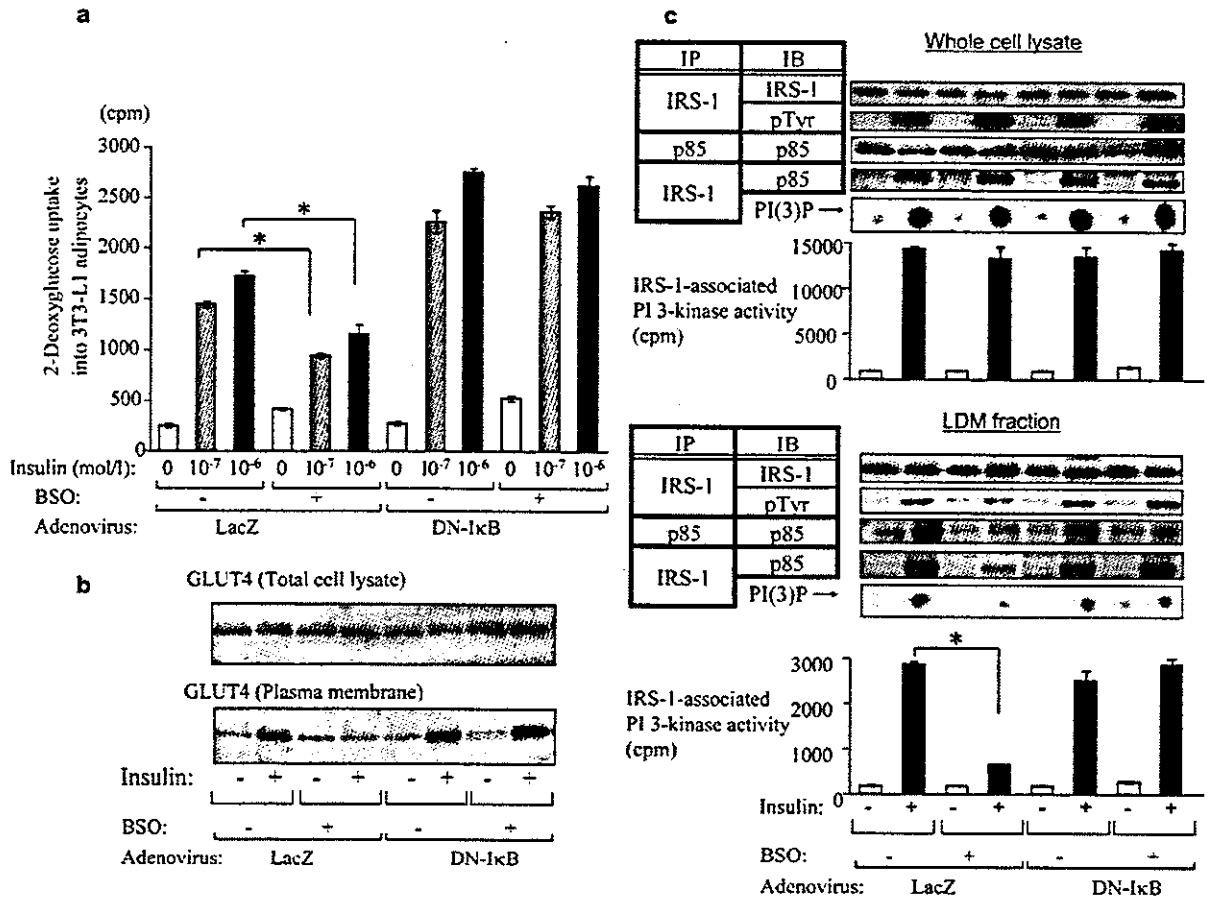 a
(cpm)
2-Deoxyglucose uptake
into 3T3-L1 adipocytes
3000
2500
2000
1500
1000
500
0
*
*
Insulin (mol/l): 0 10⁻⁷ 10⁻⁶ 0 10⁻⁷ 10⁻⁶ 0 10⁻⁷ 10⁻⁶ 0 10⁻⁷ 10⁻⁶
BSO: - + - +
Adenovirus: LacZ DN-IκB
b
GLUT4 (Total cell lysate)
GLUT4 (Plasma membrane)
Insulin: - + - + - + - +
BSO: - + - +
Adenovirus: LacZ DN-IκB
c
Whole cell lysate
IP IB
IRS-1 IRS-1
pTyr
p85 p85
IRS-1 p85
PI(3)P →
IRS-1-associated
PI 3-kinase activity
(cpm)
15000
10000
5000
0
LDM fraction
IP IB
IRS-1 IRS-1
pTyr
p85 p85
IRS-1 p85
PI(3)P →
IRS-1-associated
PI 3-kinase activity
(cpm)
3000
2000
1000
0
*
Insulin: - + - + - + - +
BSO: - + - +
Adenovirus: LacZ DN-IκB